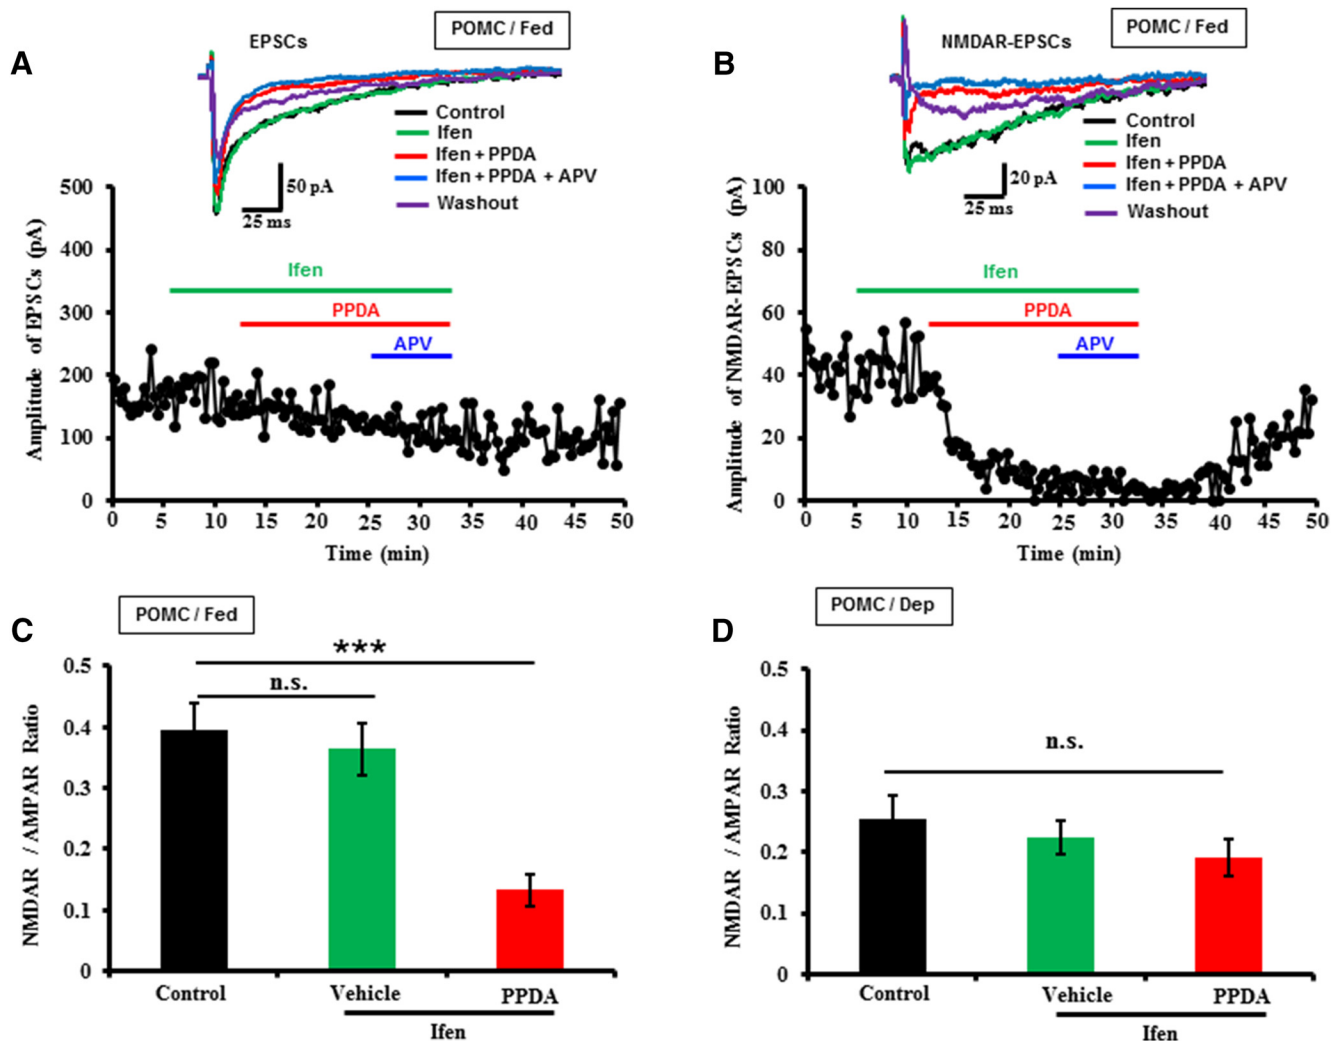 A
EPSCs
POMC / Fed
Control
Ifen
Ifen + PPDA
Ifen + PPDA + APV
Washout
50 pA
25 ms
Amplitude of EPSCs (pA)
500
400
300
200
100
0
Ifen
PPDA
APV
0 5 10 15 20 25 30 35 40 45 50
Time (min)
B
NMDAR-EPSCs
POMC / Fed
Control
Ifen
Ifen + PPDA
Ifen + PPDA + APV
Washout
20 pA
25 ms
Amplitude of NMDAR-EPSCs (pA)
100
80
60
40
20
0
Ifen
PPDA
APV
0 5 10 15 20 25 30 35 40 45 50
Time (min)
C
POMC / Fed
NMDAR / AMPAR Ratio
0.5
0.4
0.3
0.2
0.1
0
***
n.s.
Control Vehicle PPDA
Ifen
D
POMC / Dep
NMDAR / AMPAR Ratio
0.5
0.4
0.3
0.2
0.1
0
n.s.
Control Vehicle PPDA
Ifen